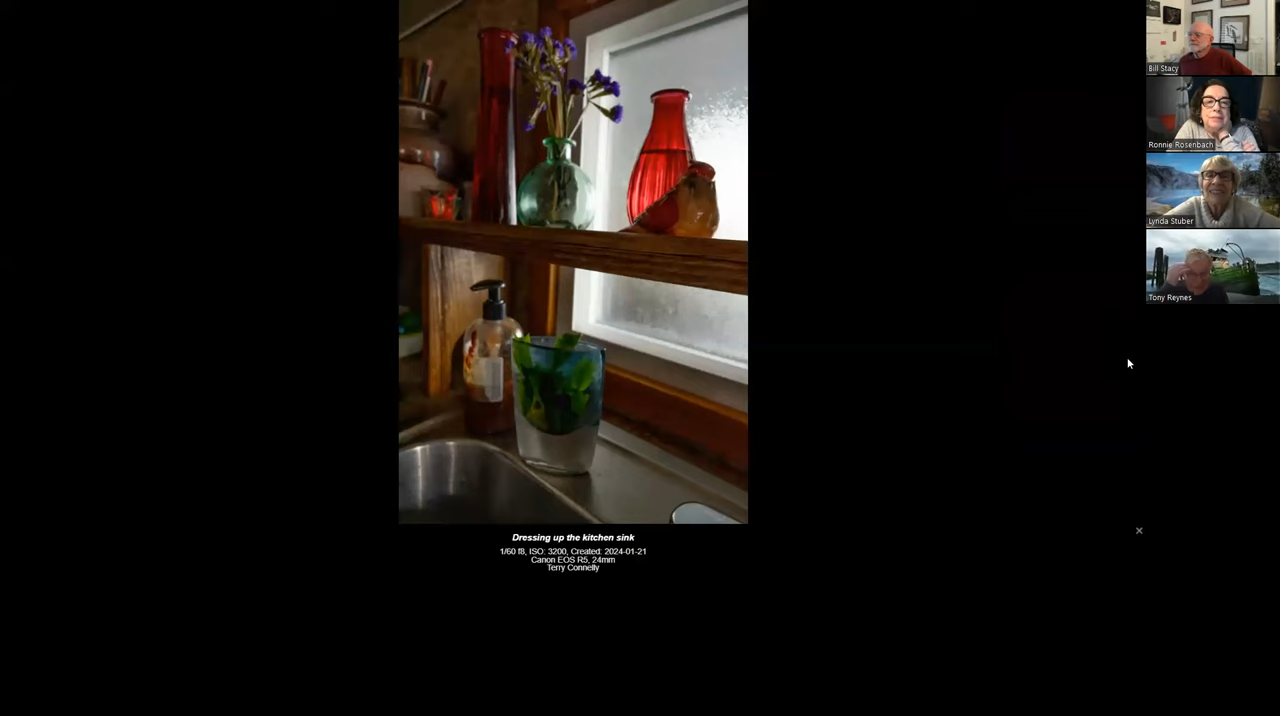 Bill Stacy
Ronnie Rosenbach
Lynda Stuber
Tony Reynes
Dressing up the kitchen sink
1/60 f8, ISO: 3200, Created: 2024-01-21
Canon EOS R5, 24mm
Terry Connelly